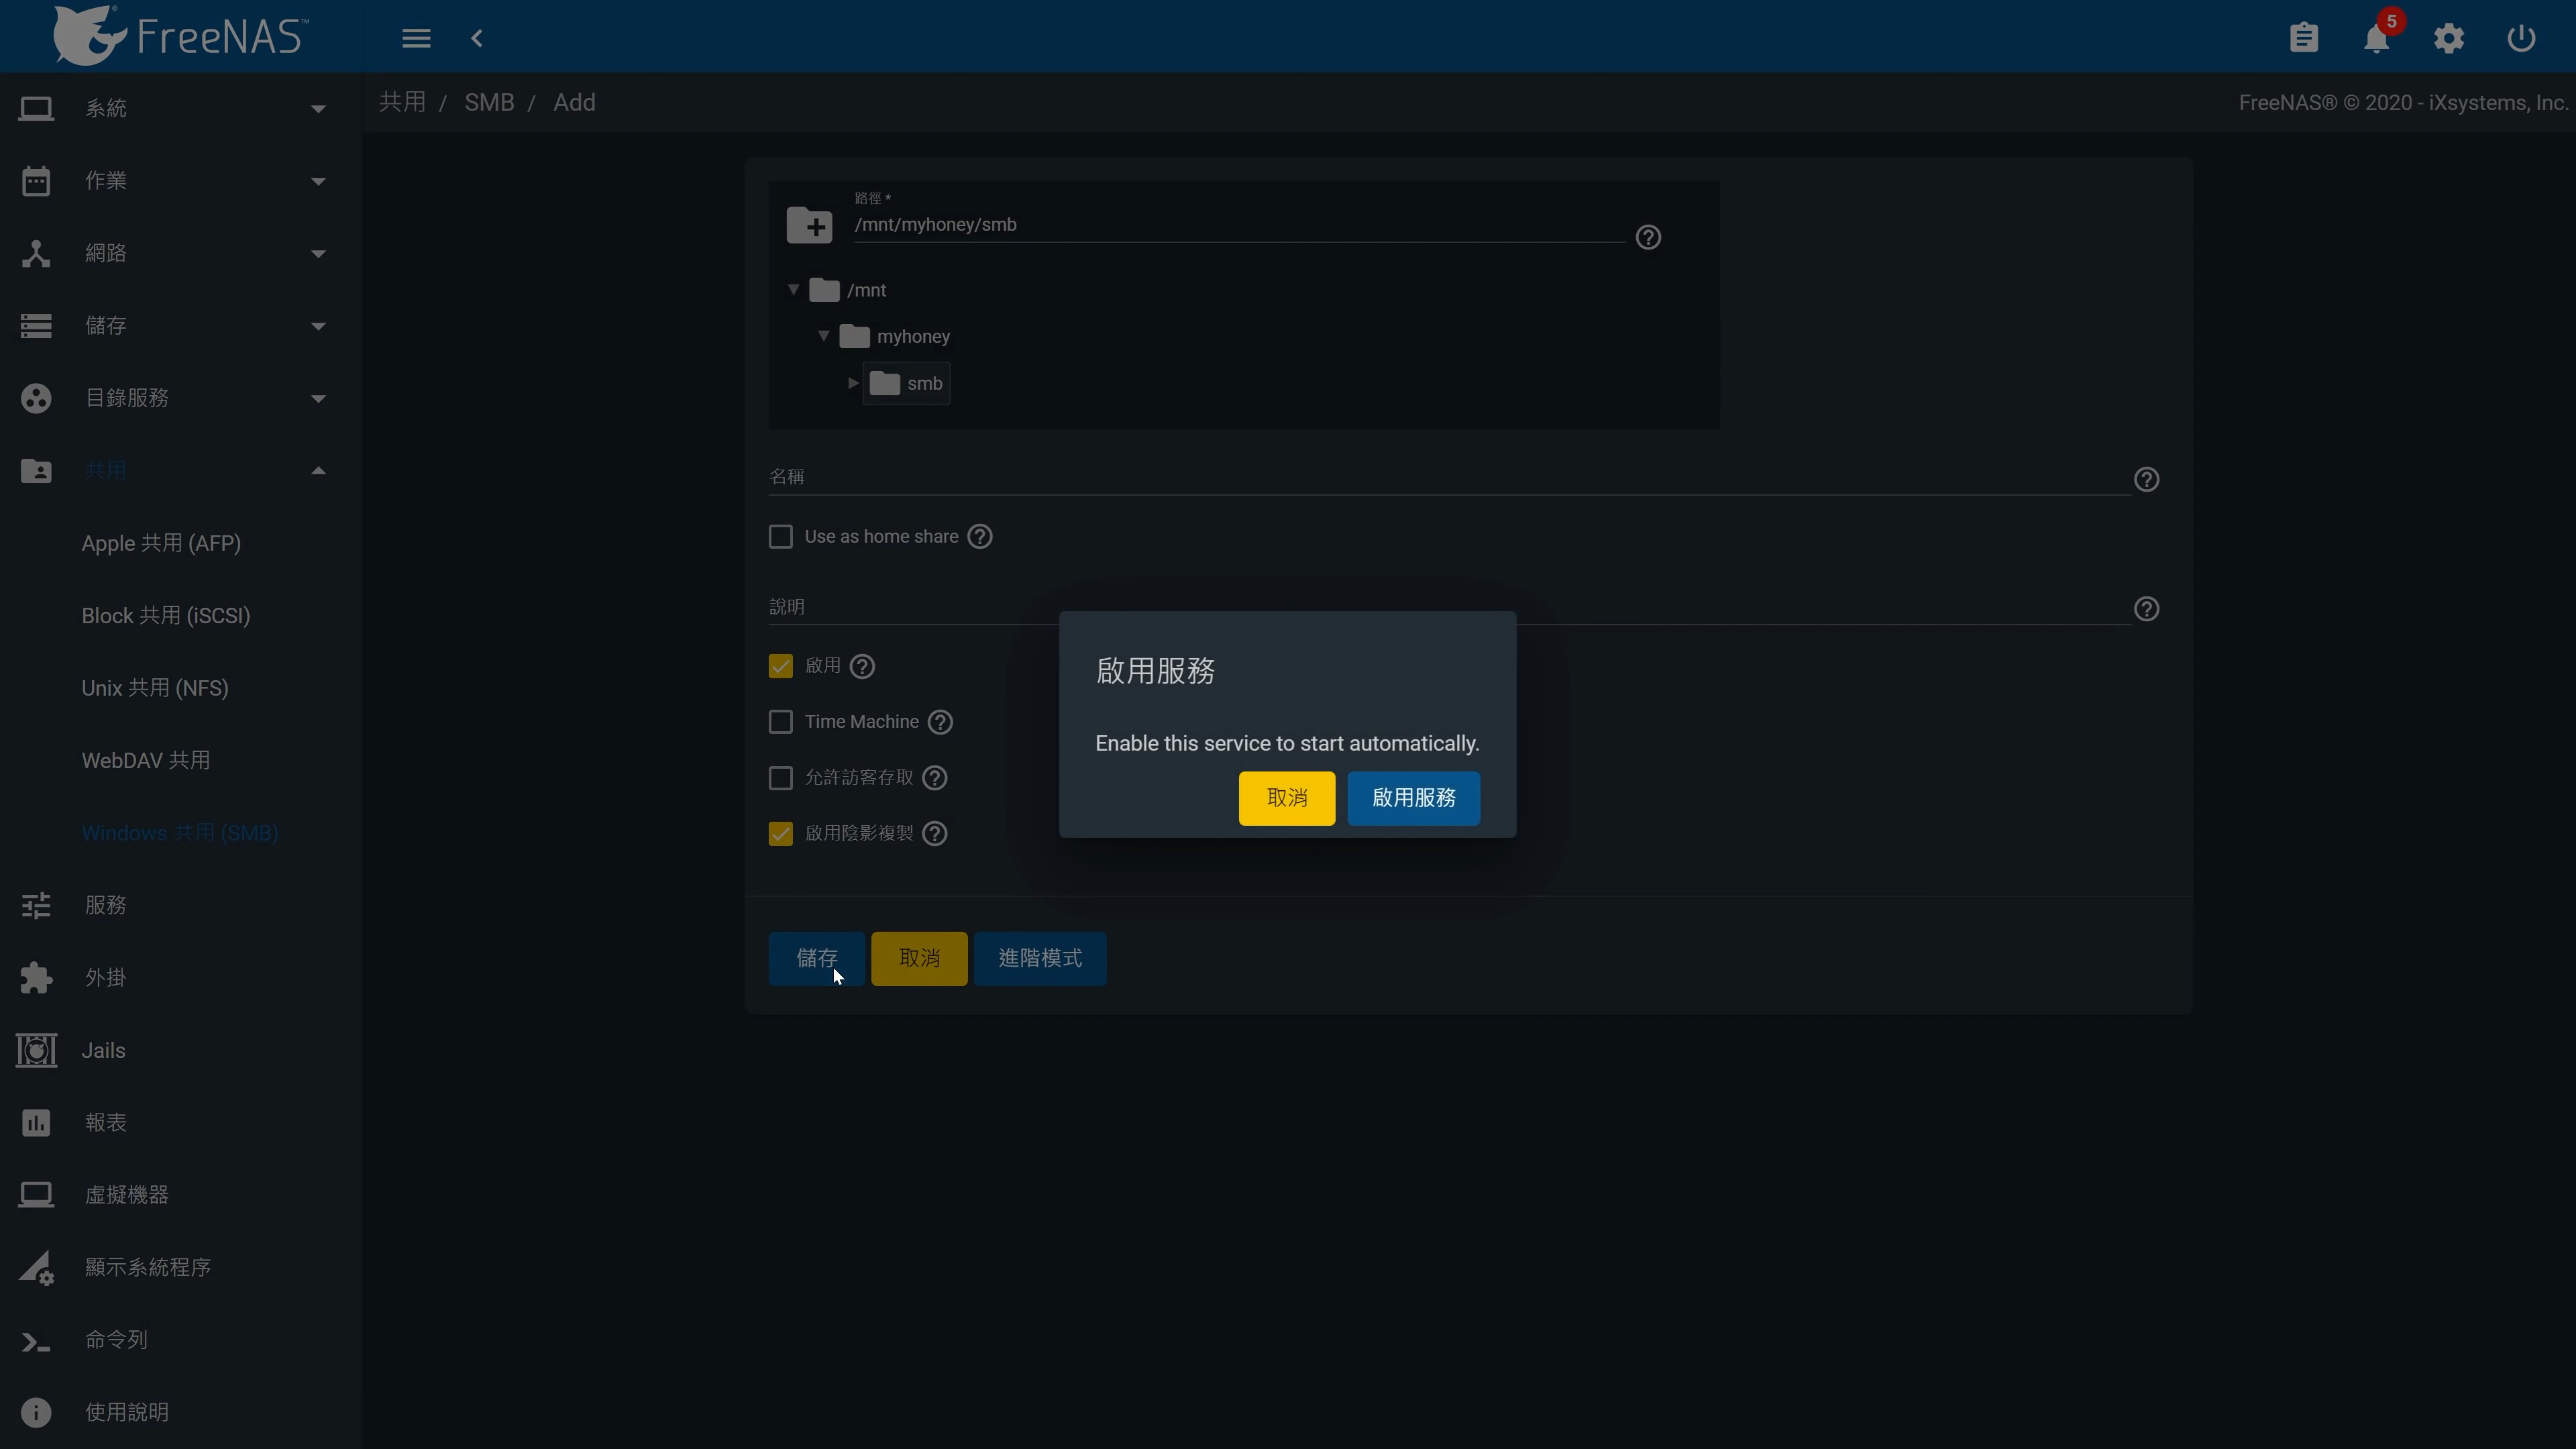 FreeNAS™
5
共用 / SMB / Add
FreeNAS® © 2020 - iXsystems, Inc.
系統
作業
網路
儲存
目錄服務
共用
Apple 共用 (AFP)
Block 共用 (iSCSI)
Unix 共用 (NFS)
WebDAV 共用
Windows 共用 (SMB)
服務
外掛
Jails
報表
虛擬機器
顯示系統程序
命令列
使用說明
路徑 *
/mnt/myhoney/smb
/mnt
myhoney
smb
名稱
Use as home share
說明
啟用
Time Machine
允許訪客存取
啟用陰影複製
儲存 取消 進階模式
啟用服務
Enable this service to start automatically.
取消 啟用服務